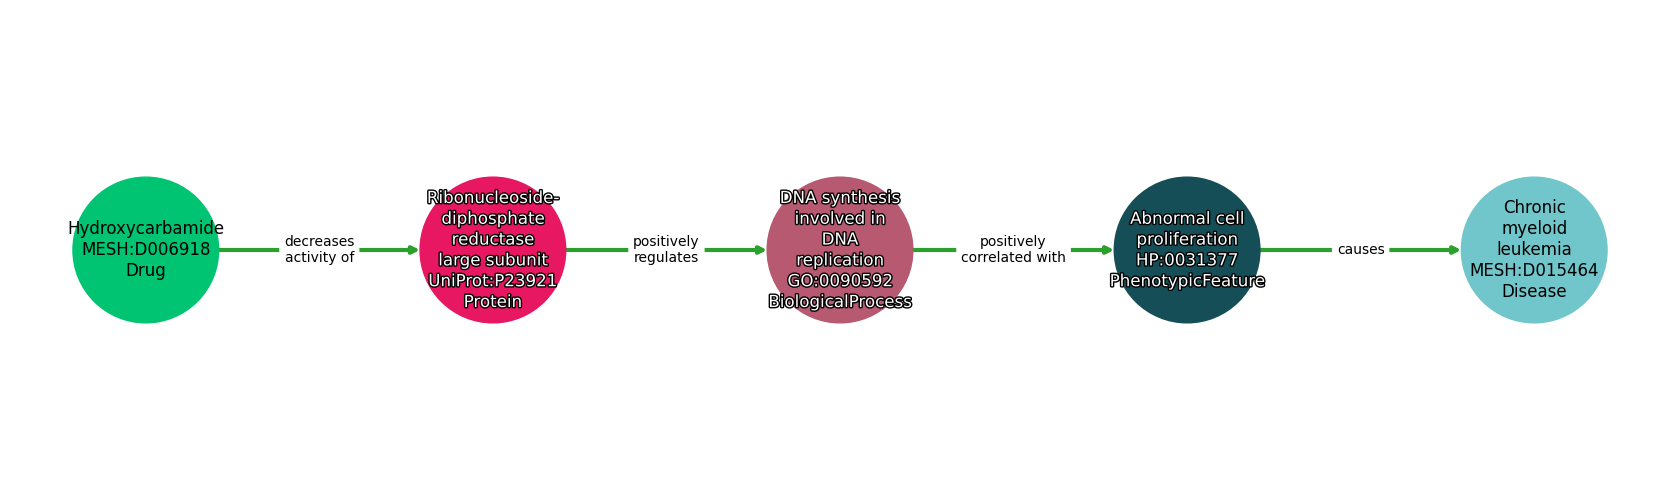 Hydroxycarbamide
MESH:D006918
Drug
decreases
activity of
Ribonucleoside-
diphosphate
reductase
large subunit
UniProt:P23921
Protein
positively
regulates
DNA synthesis
involved in
DNA
replication
GO:0090592
BiologicalProcess
positively
correlated with
Abnormal cell
proliferation
HP:0031377
PhenotypicFeature
causes
Chronic
myeloid
leukemia
MESH:D015464
Disease